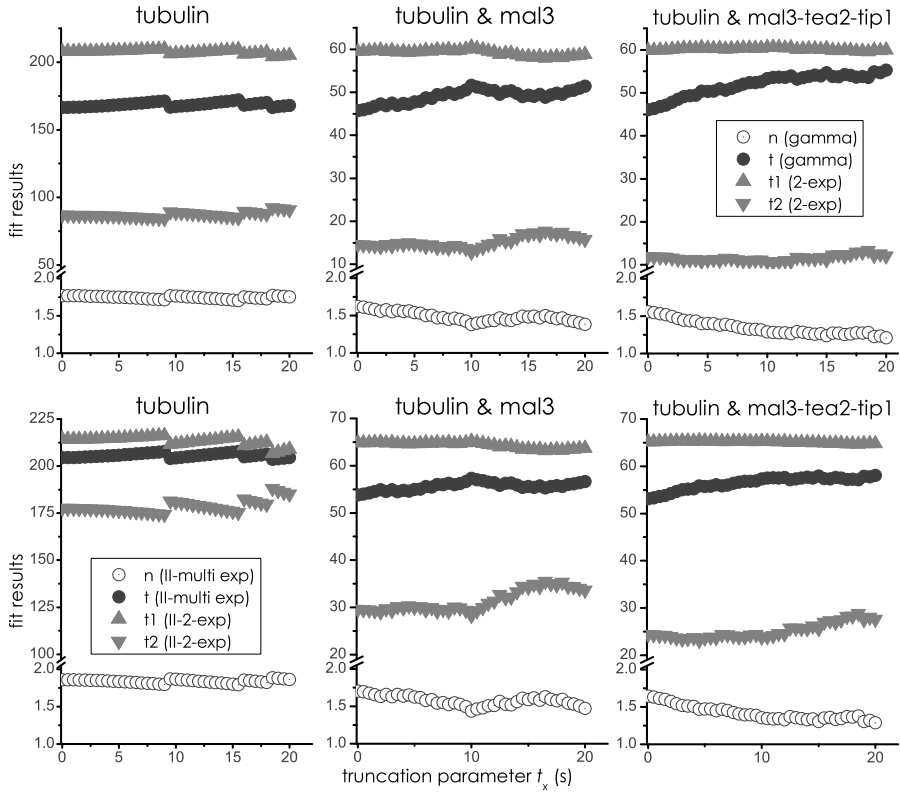 tubulin
tubulin & mal3
tubulin & mal3-tea2-tip1
fit results
200
150
100
50
2.0
1.5
1.0
0 5 10 15 20
60
50
40
30
20
10
2.0
1.5
1.0
0 5 10 15 20
60
50
40
30
20
10
2.0
1.5
1.0
0 5 10 15 20
n (gamma)
t (gamma)
t1 (2-exp)
t2 (2-exp)
tubulin
tubulin & mal3
tubulin & mal3-tea2-tip1
fit results
225
200
175
150
125
100
2.0
1.5
1.0
0 5 10 15 20
n (II-multi exp)
t (II-multi exp)
t1 (II-2-exp)
t2 (II-2-exp)
70
60
50
40
30
20
2.0
1.5
1.0
0 5 10 15 20
70
60
50
40
30
20
2.0
1.5
1.0
0 5 10 15 20
truncation parameter tx (s)